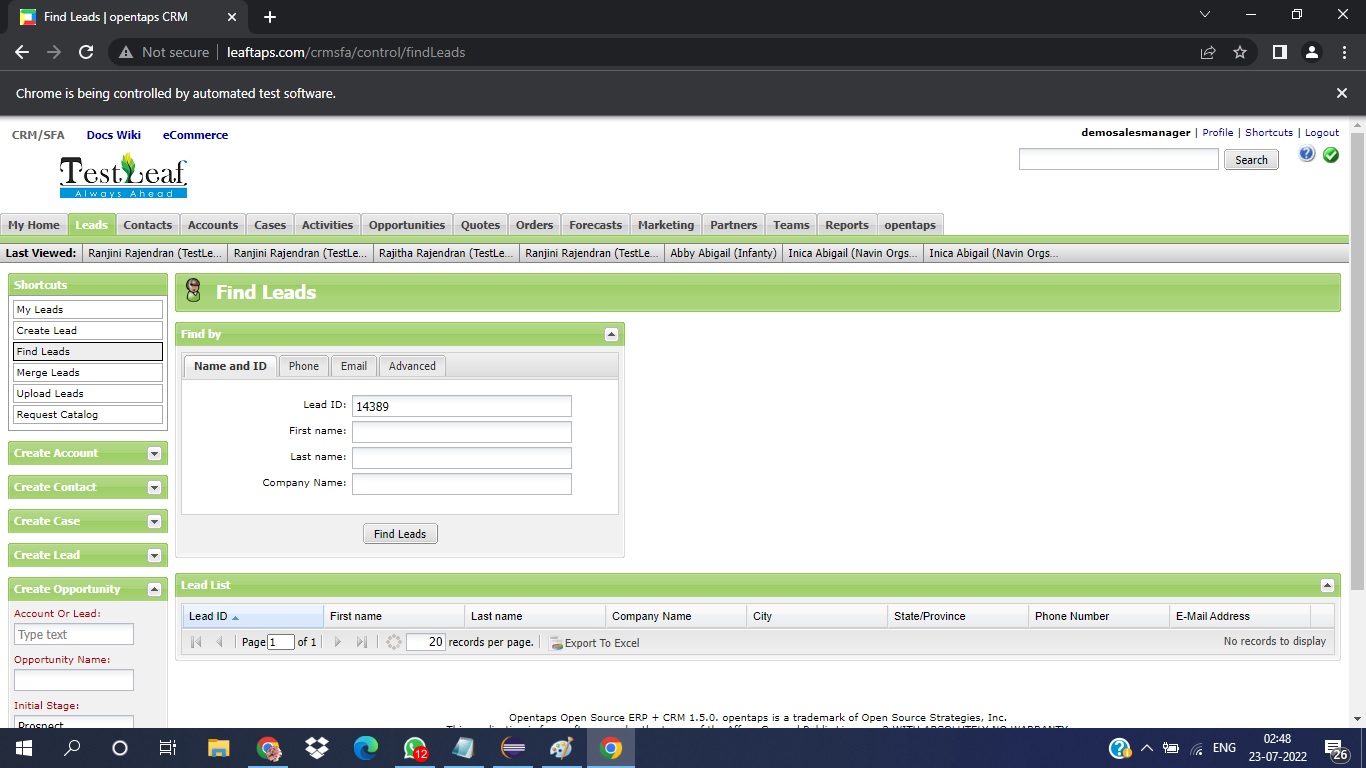 Find Leads | opentaps CRM
Not secure | leaftaps.com/crmsfa/control/findLeads
Chrome is being controlled by automated test software.
CRM/SFA Docs Wiki eCommerce
demosalesmanager | Profile | Shortcuts | Logout
TestLeaf
Always Ahead
Search
My Home Leads Contacts Accounts Cases Activities Opportunities Quotes Orders Forecasts Marketing Partners Teams Reports opentaps
Last Viewed: Ranjini Rajendran (TestLe... Ranjini Rajendran (TestLe... Rajitha Rajendran (TestLe... Ranjini Rajendran (TestLe... Abby Abigail (Infanty) Inica Abigail (Navin Orgs... Inica Abigail (Navin Orgs...
Shortcuts
My Leads
Create Lead
Find Leads
Merge Leads
Upload Leads
Request Catalog
Create Account
Create Contact
Create Case
Create Lead
Create Opportunity
Account Or Lead:
Type text
Opportunity Name:
Initial Stage:
Prospect
Find Leads
Find by
Name and ID Phone Email Advanced
Lead ID: 14389
First name:
Last name:
Company Name:
Find Leads
Lead List
Lead ID First name Last name Company Name City State/Province Phone Number E-Mail Address
Page 1 of 1 20 records per page. Export To Excel No records to display
Opentaps Open Source ERP + CRM 1.5.0. opentaps is a trademark of Open Source Strategies, Inc.
12
ENG
02:48
23-07-2022
26